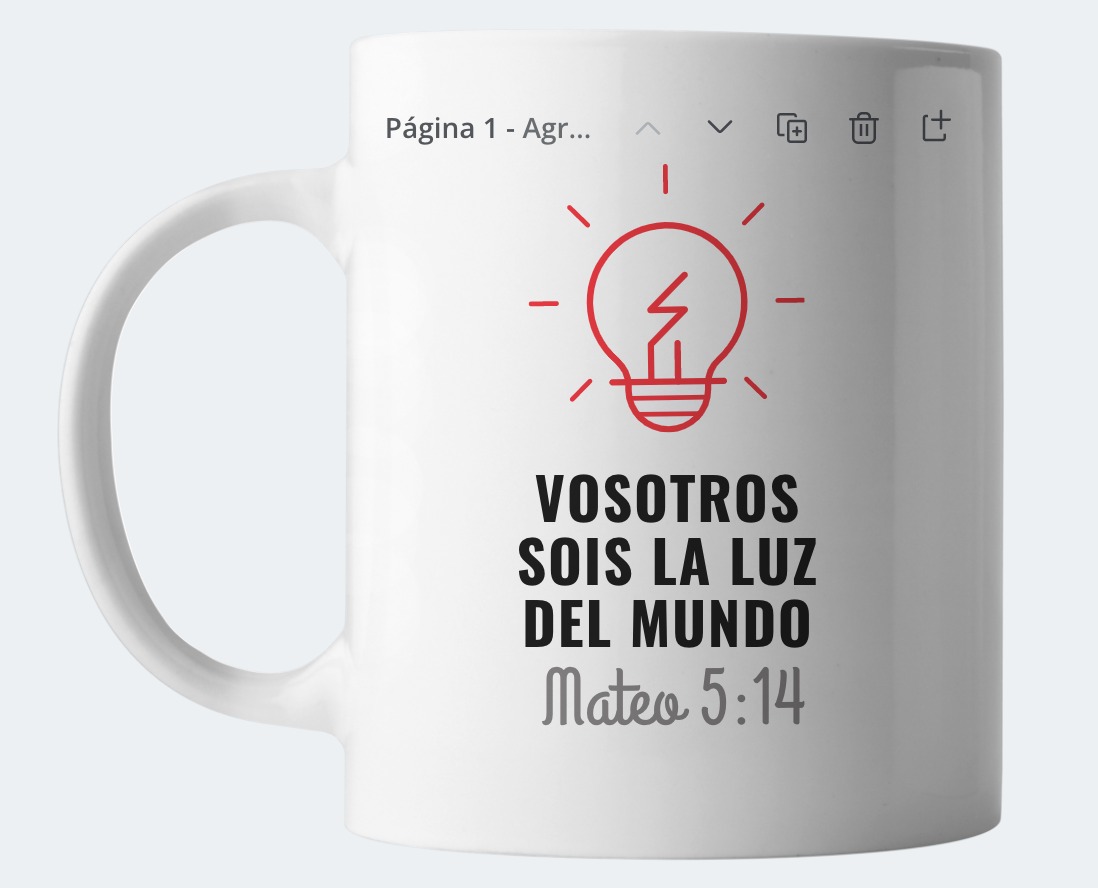 Página 1 - Agr...
VOSOTROS
SOIS LA LUZ
DEL MUNDO
Mateo 5:14